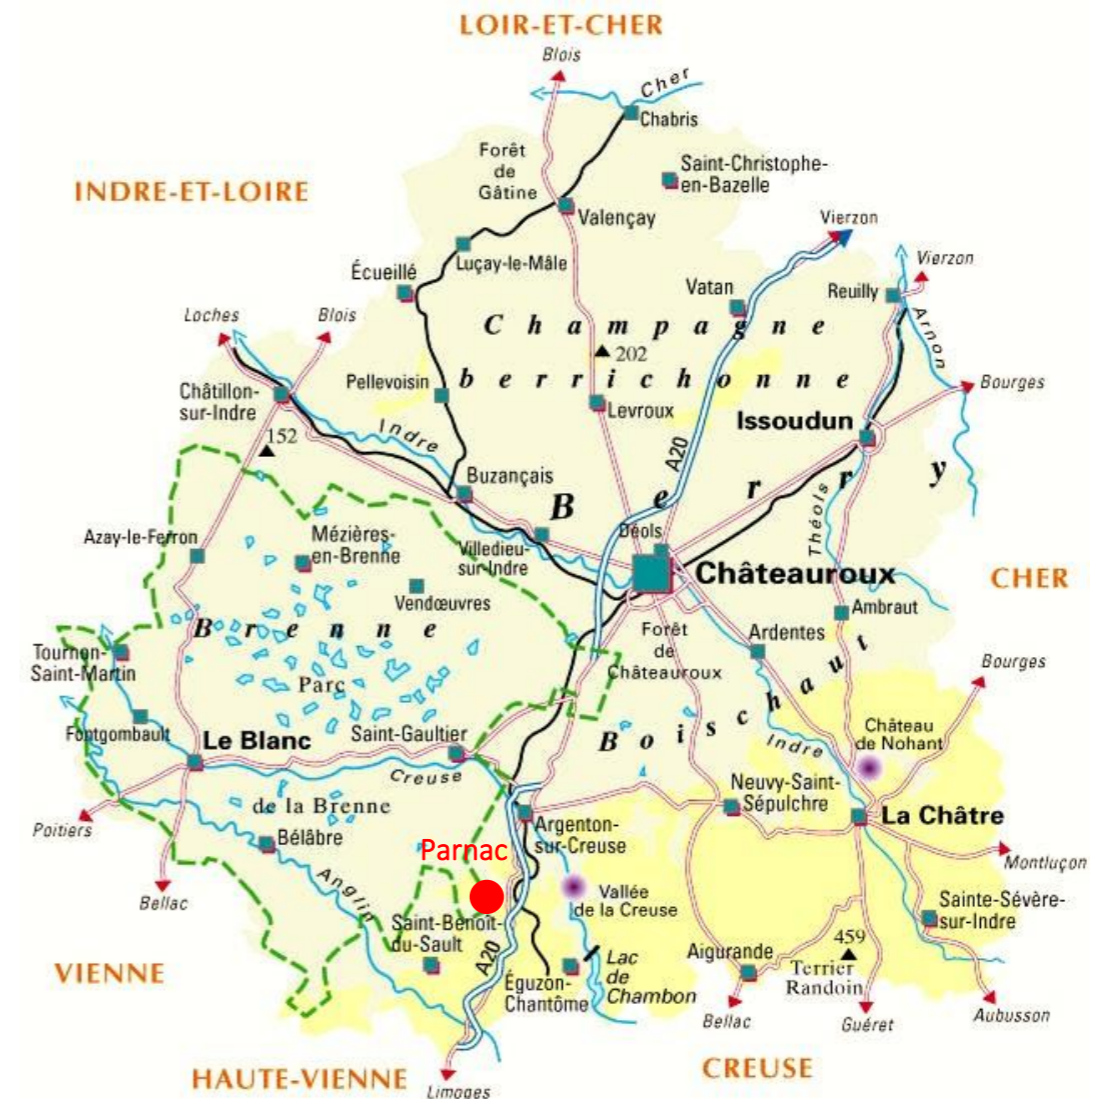 LOIR-ET-CHER
Blois
Cher
Chabris
Forêt
de
Gâtine
Saint-Christophe-
en-Bazelle
INDRE-ET-LOIRE
Valençay
Vierzon
Luçay-le-Mâle
Écueillé
Vierzon
Vatan
Reuilly
Loches
Blois
Champagne
Arnon
202
berrichonne
Pellevoisin
Bourges
Châtillon-
sur-Indre
Levroux
Issoudun
Indre
152
A20
Buzançais
Berry
Théols
Déols
Azay-le-Ferron
Mézières-
en-Brenne
Villedieu-
sur-Indre
Châteauroux
CHER
Vendœuvres
Ambraut
Brenne
Forêt
de
Châteauroux
Ardentes
Tournon-
Saint-Martin
Parc
Bourges
Boischaut
Fontgombault
Le Blanc
Saint-Gaultier
Château
de Nohant
Indre
Creuse
Neuvy-Saint-
Sépulchre
de la Brenne
La Châtre
Poitiers
Bélâbre
Argenton-
sur-Creuse
Parnac
Montluçon
Anglin
Bellac
Vallée
de la Creuse
Sainte-Sévère-
sur-Indre
Saint-Benoît-
du-Sault
459
A20
Aigurande
Terrier
Randoin
Lac
de
Chambon
VIENNE
Éguzon-
Chantôme
Bellac
Guéret
Aubusson
HAUTE-VIENNE
CREUSE
Limoges